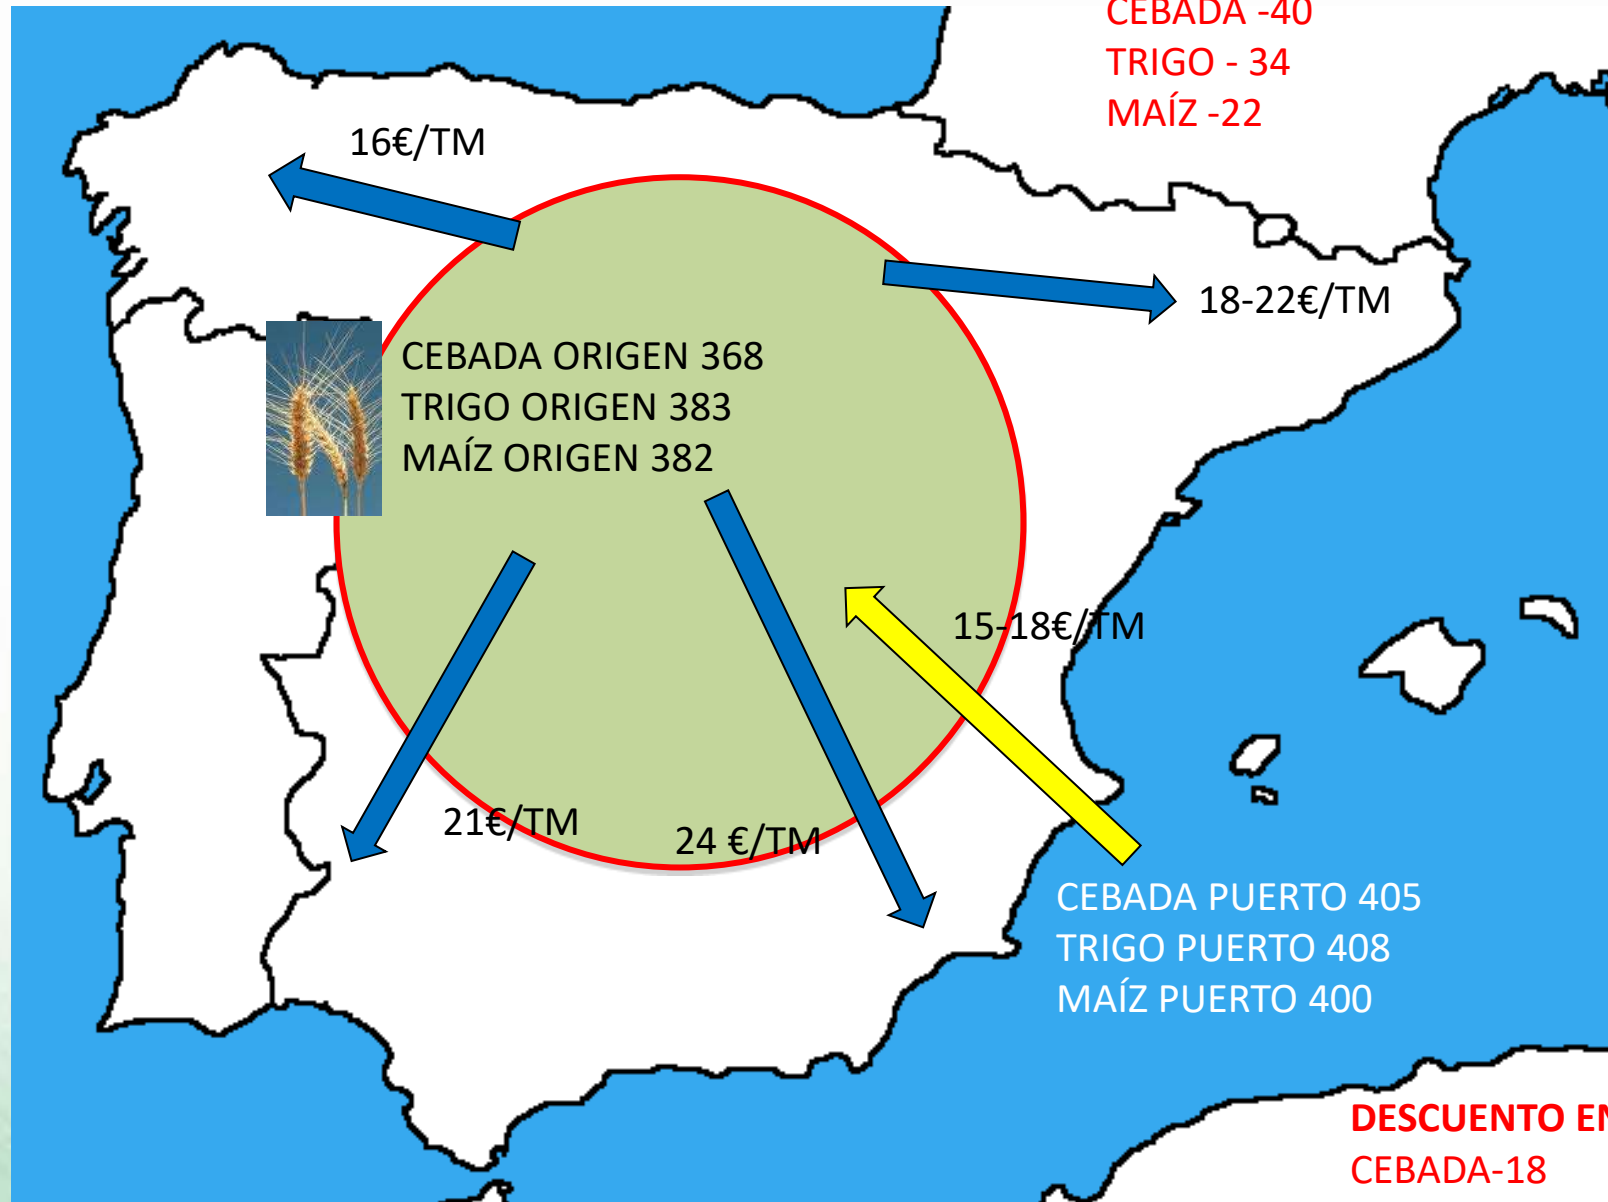 CEBADA -40
TRIGO - 34
MAÍZ -22
16€/TM
18-22€/TM
CEBADA ORIGEN 368
TRIGO ORIGEN 383
MAÍZ ORIGEN 382
15-18€/TM
21€/TM
24 €/TM
CEBADA PUERTO 405
TRIGO PUERTO 408
MAÍZ PUERTO 400
DESCUENTO EN
CEBADA-18